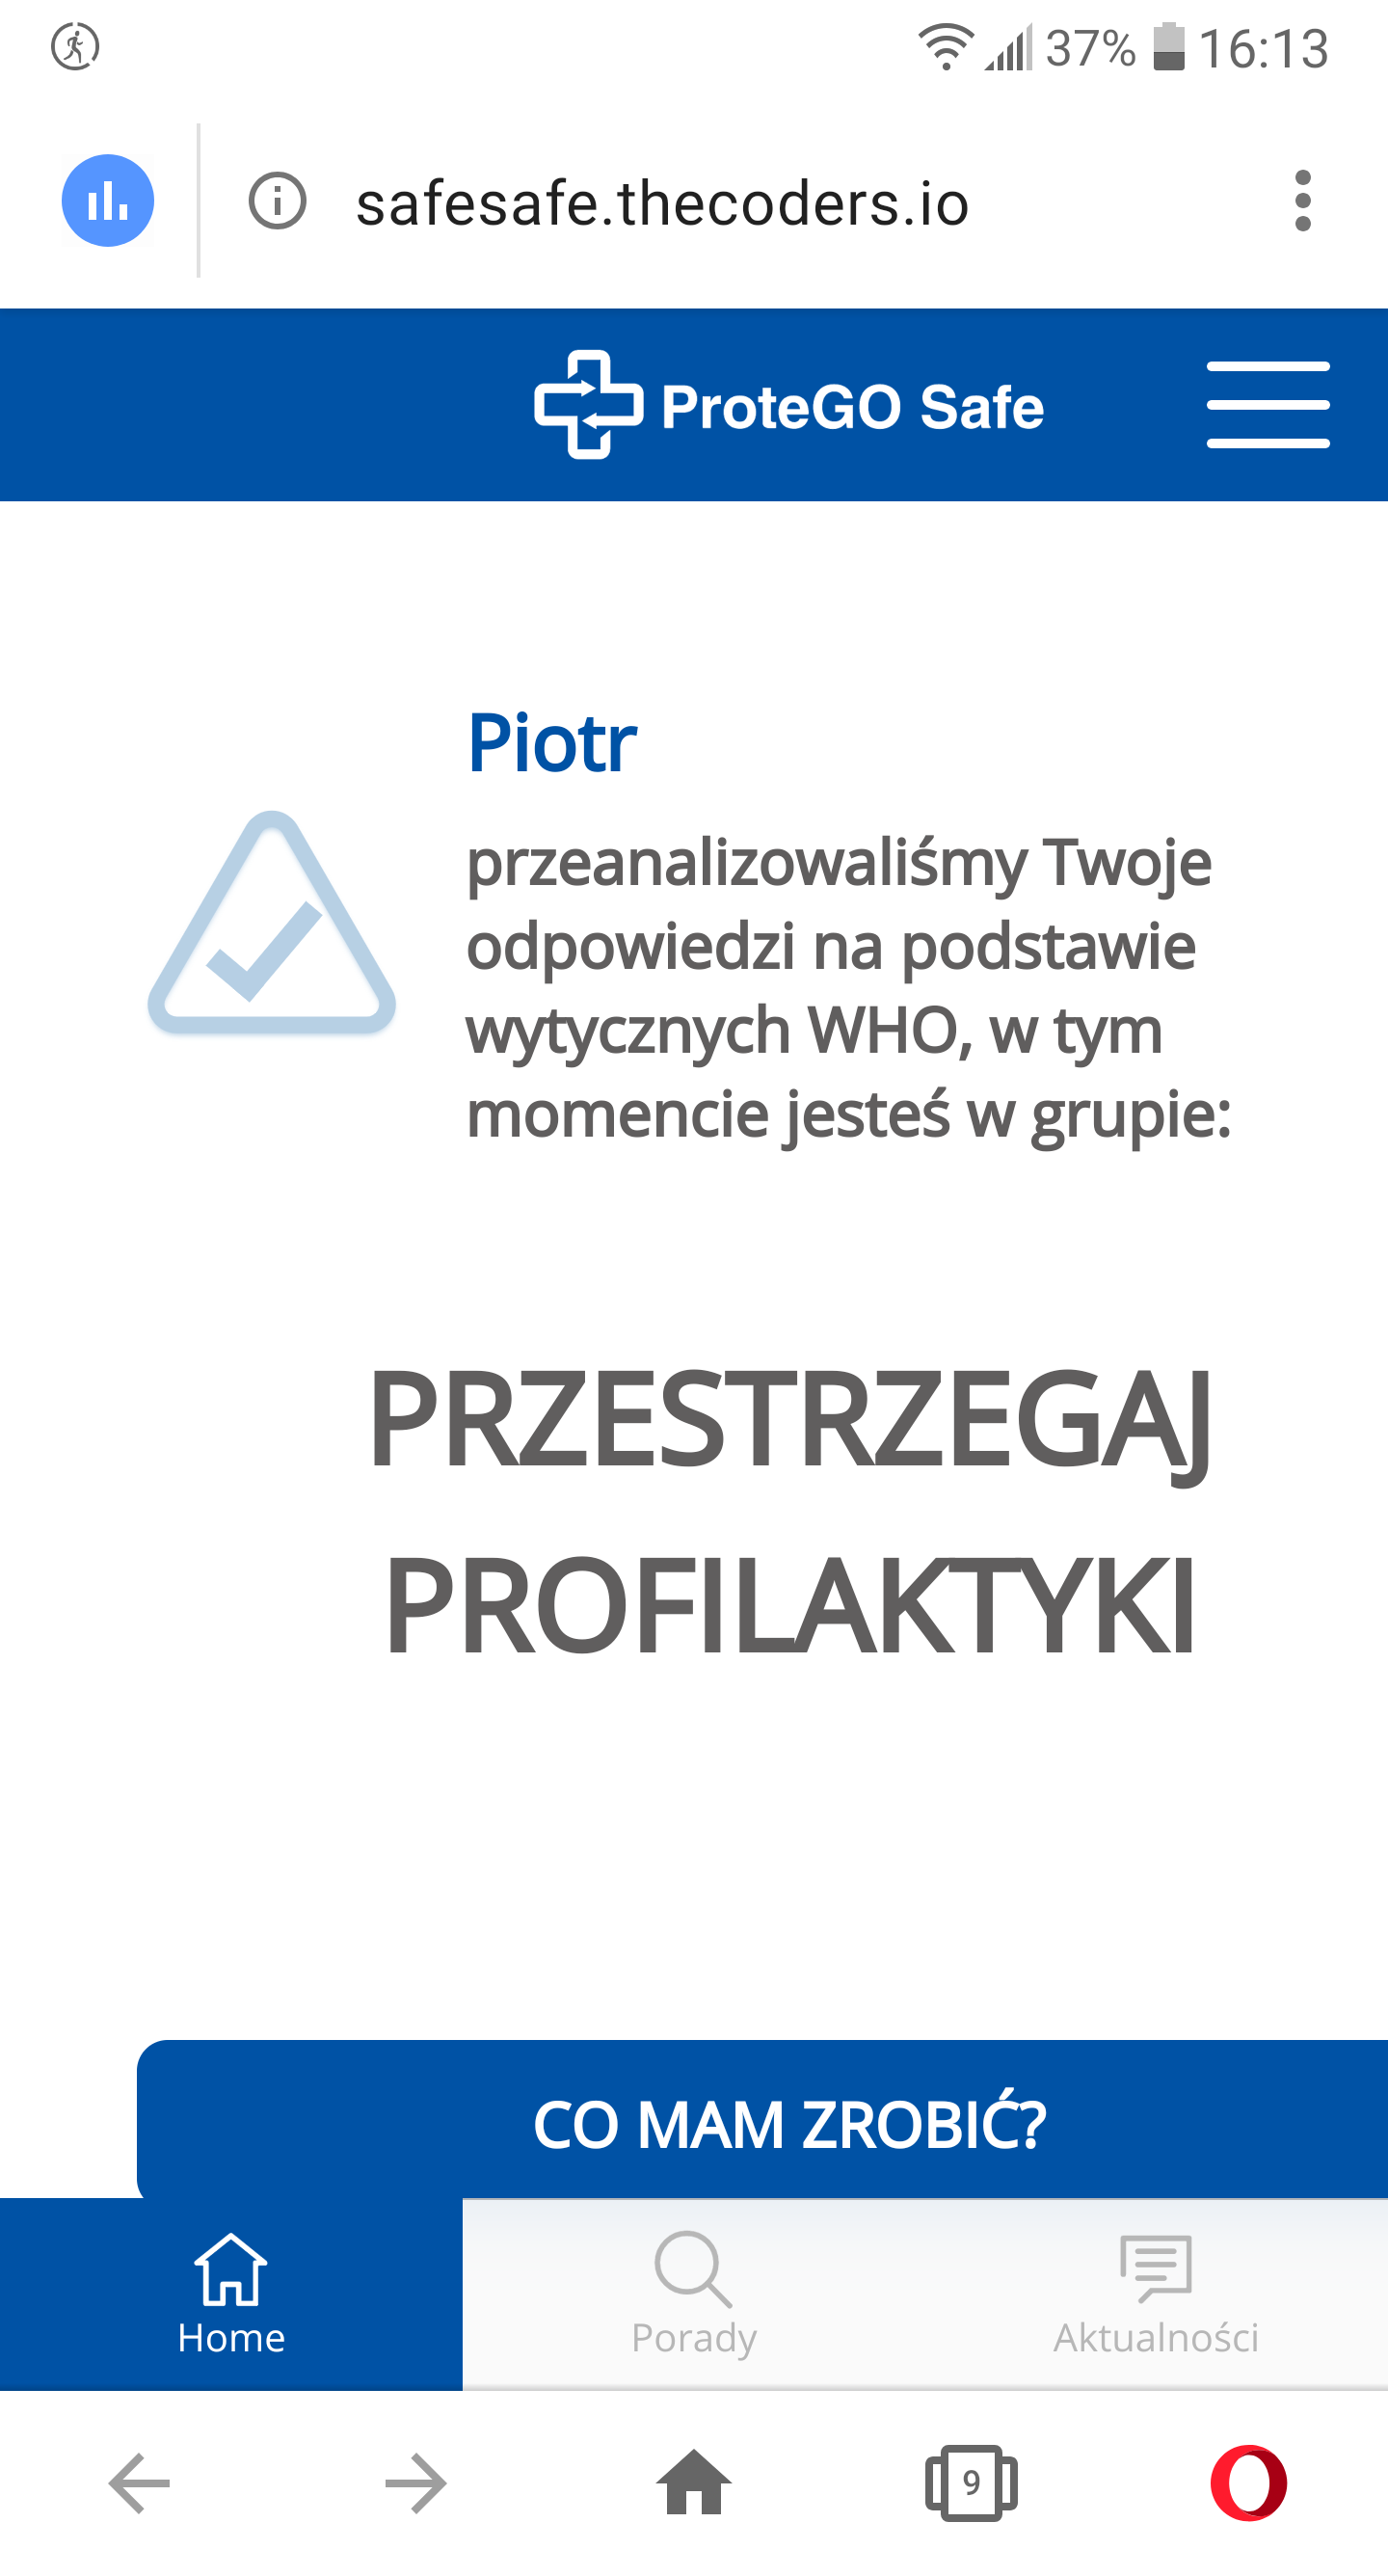 37% 16:13
safesafe.thecoders.io
ProteGO Safe
Piotr
przeanalizowaliśmy Twoje
odpowiedzi na podstawie
wytycznych WHO, w tym
momencie jesteś w grupie:
PRZESTRZEGAJ
PROFILAKTYKI
CO MAM ZROBIĆ?
Home Porady Aktualności
9